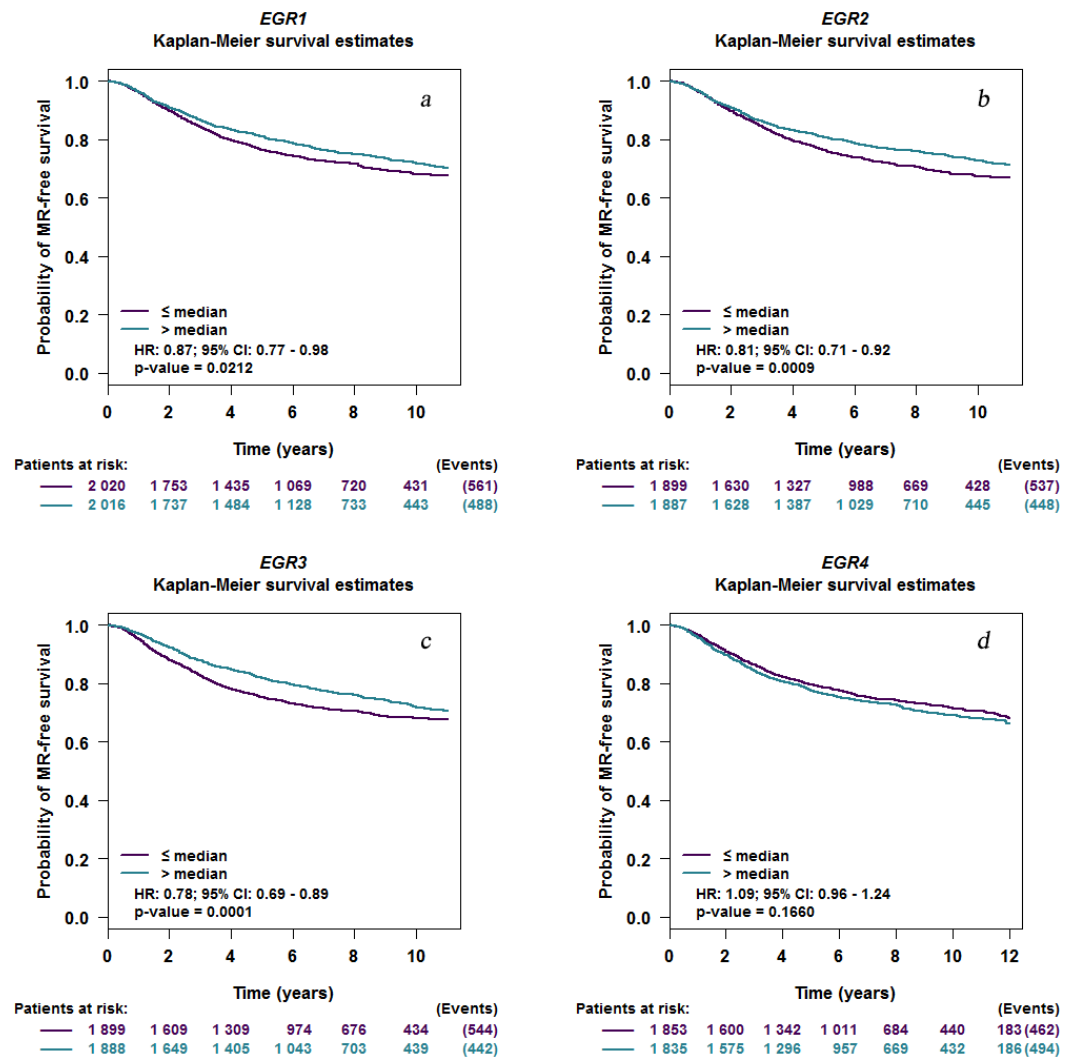 EGR1
Kaplan-Meier survival estimates
a
Probability of MR-free survival
1.0
0.8
0.6
0.4
0.2
0.0
≤ median
> median
HR: 0.87; 95% CI: 0.77 - 0.98
p-value = 0.0212
0 2 4 6 8 10
Time (years)
Patients at risk: (Events)
2 020 1 753 1 435 1 069 720 431 (561)
2 016 1 737 1 484 1 128 733 443 (488)
EGR2
Kaplan-Meier survival estimates
b
Probability of MR-free survival
1.0
0.8
0.6
0.4
0.2
0.0
≤ median
> median
HR: 0.81; 95% CI: 0.71 - 0.92
p-value = 0.0009
0 2 4 6 8 10
Time (years)
Patients at risk: (Events)
1 899 1 630 1 327 988 669 428 (537)
1 887 1 628 1 387 1 029 710 445 (448)
EGR3
Kaplan-Meier survival estimates
c
Probability of MR-free survival
1.0
0.8
0.6
0.4
0.2
0.0
≤ median
> median
HR: 0.78; 95% CI: 0.69 - 0.89
p-value = 0.0001
0 2 4 6 8 10
Time (years)
Patients at risk: (Events)
1 899 1 609 1 309 974 676 434 (544)
1 888 1 649 1 405 1 043 703 439 (442)
EGR4
Kaplan-Meier survival estimates
d
Probability of MR-free survival
1.0
0.8
0.6
0.4
0.2
0.0
≤ median
> median
HR: 1.09; 95% CI: 0.96 - 1.24
p-value = 0.1660
0 2 4 6 8 10 12
Time (years)
Patients at risk: (Events)
1 853 1 600 1 342 1 011 684 440 183 (462)
1 835 1 575 1 296 957 669 432 186 (494)